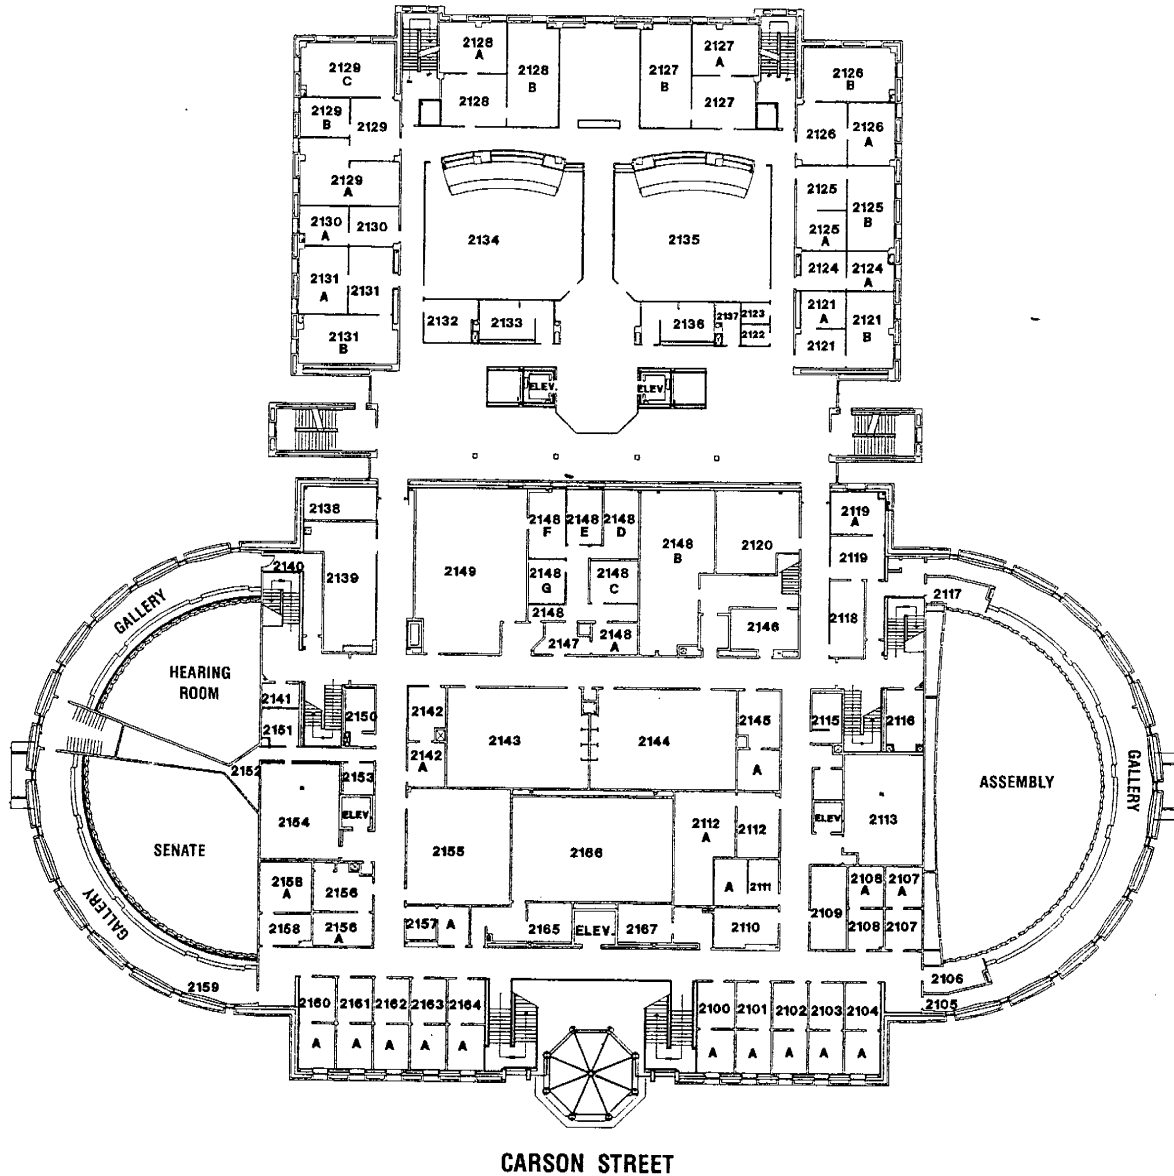 2128
A
2128
B
2127
B
2127
A
2128
2127
2129
C
2129
B
2129
2129
A
2130
A
2130
2131
A
2131
2131
B
2126
B
2126
2126
A
2125
2125
B
2125
A
2124
2124
A
2121
A
2121
B
2121
2134
2135
2132
2133
2136
2137
2123
2122
ELEV.
ELEV.
2138
2139
2140
2149
2148
F
2148
E
2148
D
2148
B
2120
2148
G
2148
C
2148
2147
2148
A
2146
2119
A
2119
2118
2117
GALLERY
HEARING
ROOM
2141
2151
2150
2142
2142
A
2143
2144
2145
A
2115
2116
2152
2153
2154
ELEV.
ELEV.
2113
ASSEMBLY
GALLERY
SENATE
GALLERY
2155
2166
2112
A
2112
A
2111
2158
A
2156
2158
2156
A
2157
A
2165
ELEV.
2167
2110
2109
2108
A
2107
A
2108
2107
2106
2105
2159
2160
2161
2162
2163
2164
A
A
A
A
A
2100
2101
2102
2103
2104
A
A
A
A
A
CARSON STREET